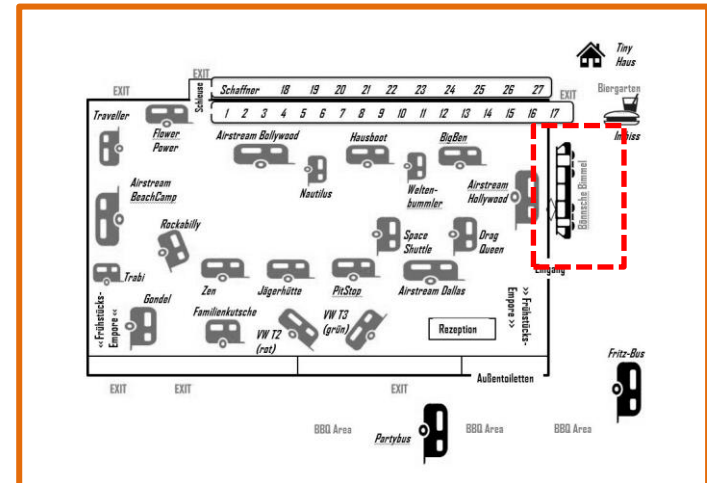 Tiny
Haus
EXIT
EXIT
Schleuse
Schaffner 18 19 20 21 22 23 24 25 26 27
EXIT
Biergarten
1 2 3 4 5 6 7 8 9 10 11 12 13 14 15 16 17
Imbiss
Traveller
Flower
Power
Airstream Bollywood
Hausboot
BigBen
Nautilus
Welten-
bummler
Airstream
Hollywood
Bönnsche Bimmel
Airstream
BeachCamp
Rockabilly
Space
Shuttle
Drag
Queen
Eingang
Trabi
Zen
Jägerhütte
PitStop
Airstream Dallas
<< Frühstücks-
Empore <<
Gondel
Familienkutsche
VW T2
(rot)
VW T3
(grün)
Rezeption
>> Frühstücks-
Empore >>
Fritz-Bus
Außentoiletten
EXIT
EXIT
EXIT
BBQ Area
Partybus
BBQ Area
BBQ Area